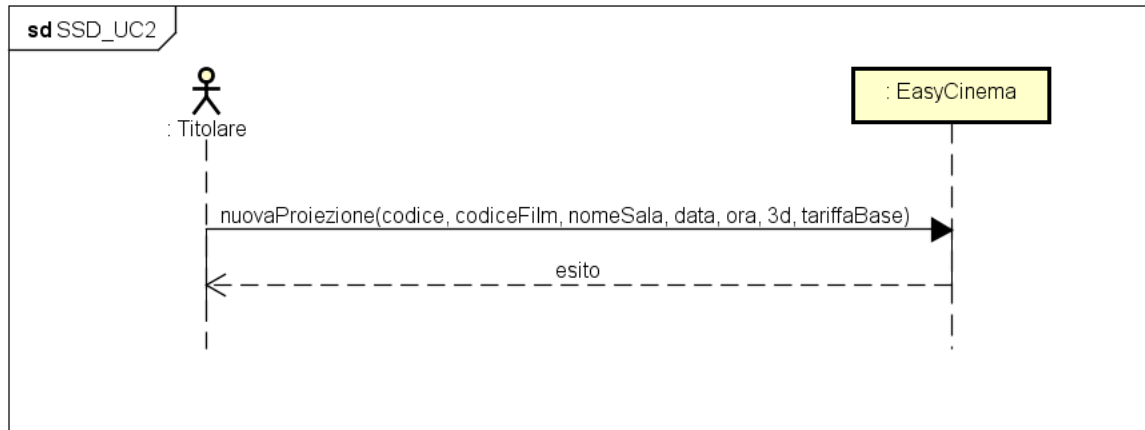 sd SSD_UC2
: Titolare
: EasyCinema
nuovaProiezione(codice, codiceFilm, nomeSala, data, ora, 3d, tariffaBase)
esito